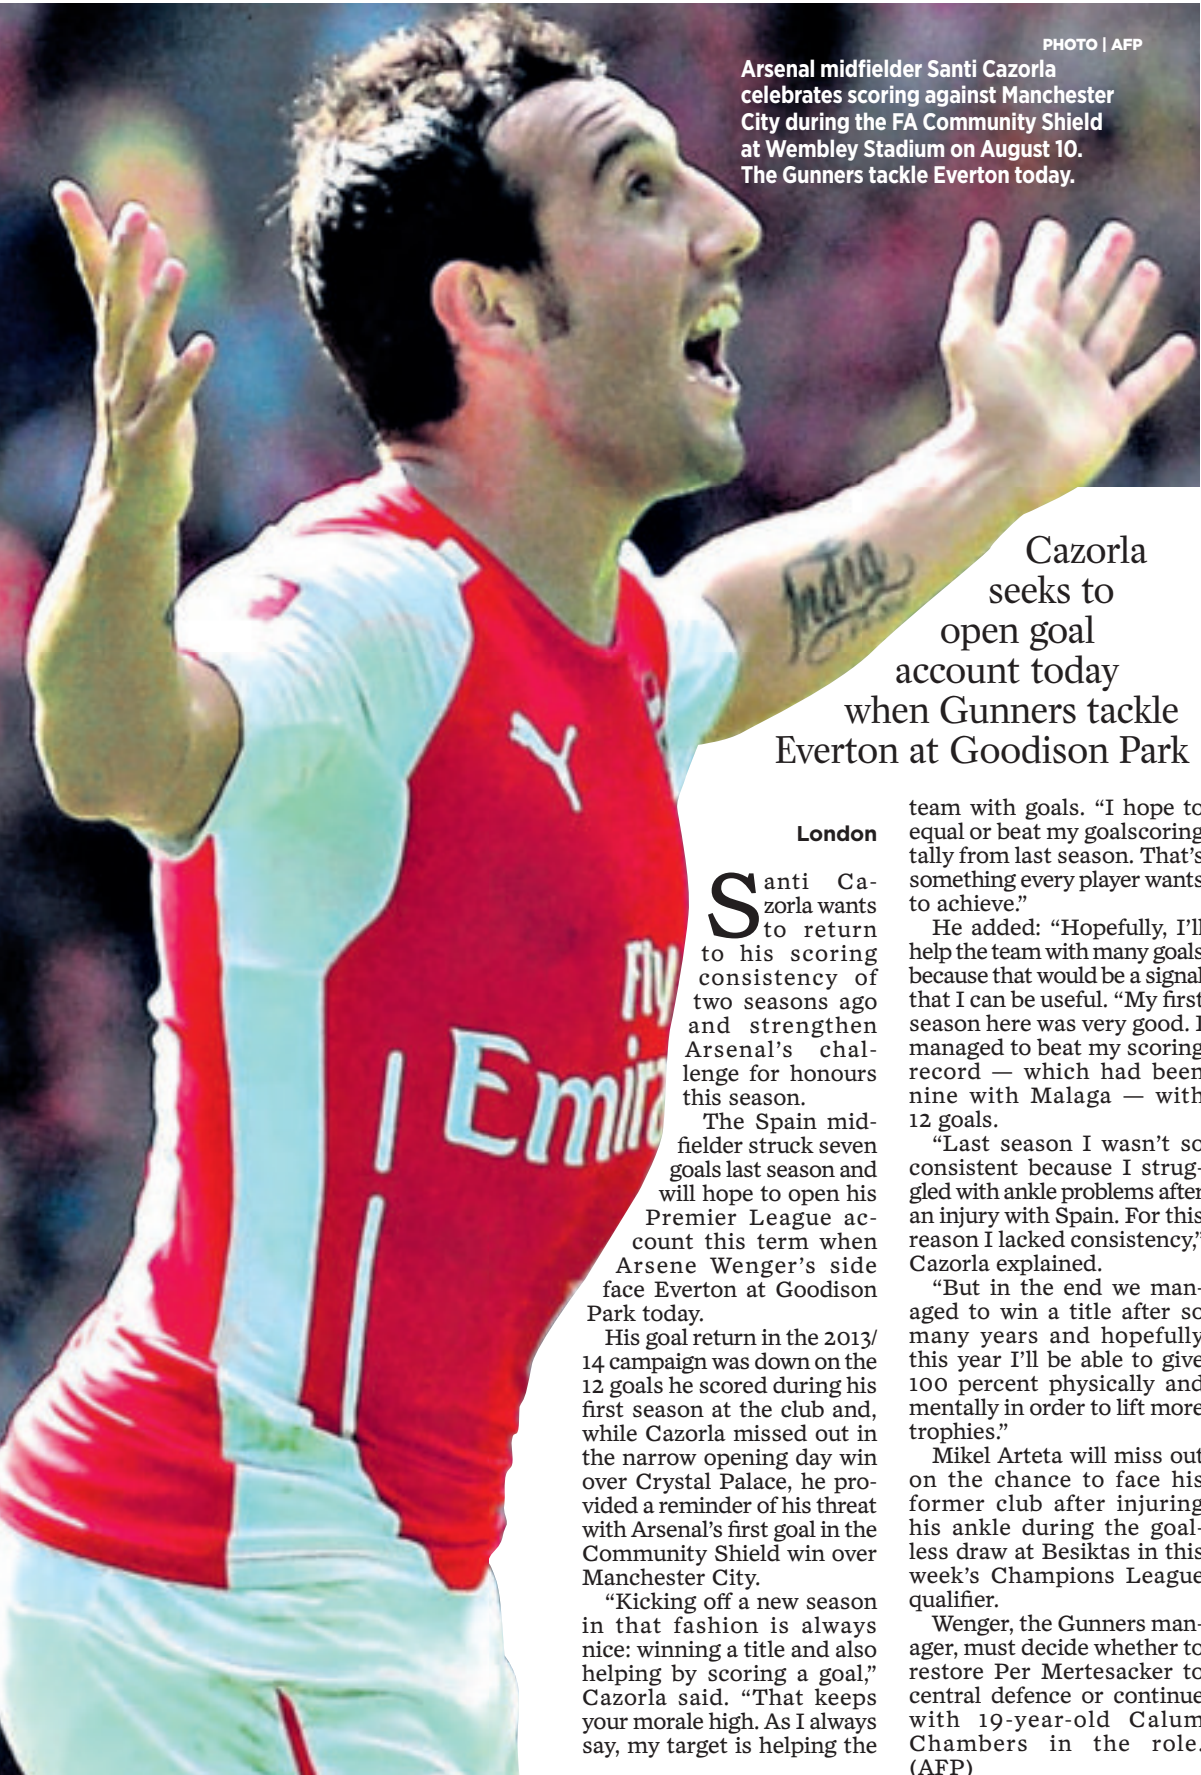 PHOTO | AFP
Arsenal midfielder Santi Cazorla
celebrates scoring against Manchester
City during the FA Community Shield
at Wembley Stadium on August 10.
The Gunners tackle Everton today.
India
Cazorla
seeks to
open goal
account today
when Gunners tackle
Everton at Goodison Park
Fly
Emira
London
Santi Ca-
zorla wants
to return
to his scoring
consistency of
two seasons ago
and strengthen
Arsenal's chal-
lenge for honours
this season.
The Spain mid-
fielder struck seven
goals last season and
will hope to open his
Premier League ac-
count this term when
Arsene Wenger's side
face Everton at Goodison
Park today.
His goal return in the 2013/
14 campaign was down on the
12 goals he scored during his
first season at the club and,
while Cazorla missed out in
the narrow opening day win
over Crystal Palace, he pro-
vided a reminder of his threat
with Arsenal's first goal in the
Community Shield win over
Manchester City.
“Kicking off a new season
in that fashion is always
nice: winning a title and also
helping by scoring a goal,”
Cazorla said. “That keeps
your morale high. As I always
say, my target is helping the
team with goals. “I hope to
equal or beat my goalscoring
tally from last season. That's
something every player wants
to achieve.”
He added: “Hopefully, I'll
help the team with many goals
because that would be a signal
that I can be useful. “My first
season here was very good. I
managed to beat my scoring
record — which had been
nine with Malaga — with
12 goals.
“Last season I wasn't so
consistent because I strug-
gled with ankle problems after
an injury with Spain. For this
reason I lacked consistency,”
Cazorla explained.
“But in the end we man-
aged to win a title after so
many years and hopefully
this year I'll be able to give
100 percent physically and
mentally in order to lift more
trophies.”
Mikel Arteta will miss out
on the chance to face his
former club after injuring
his ankle during the goal-
less draw at Besiktas in this
week's Champions League
qualifier.
Wenger, the Gunners man-
ager, must decide whether to
restore Per Mertesacker to
central defence or continue
with 19-year-old Calum
Chambers in the role.
(AFP)